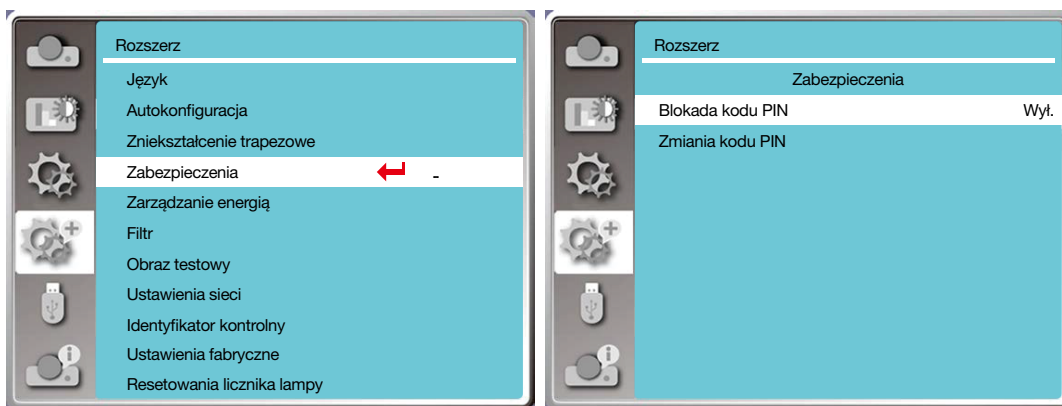 Rozszerz
Język
Autokonfiguracja
Zniekształcenie trapezowe
Zabezpieczenia -
Zarządzanie energią
Filtr
Obraz testowy
Ustawienia sieci
Identyfikator kontrolny
Ustawienia fabryczne
Resetowania licznika lampy
Rozszerz
Zabezpieczenia
Blokada kodu PIN Wył.
Zmiania kodu PIN